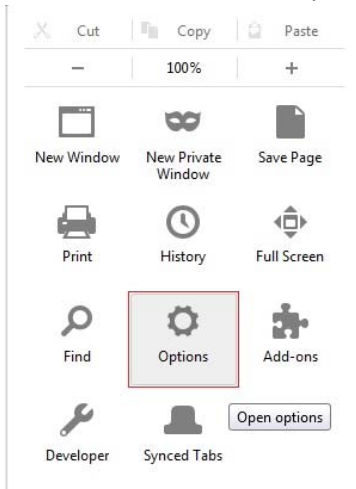 Cut Copy Paste
− 100% +
New Window New Private Window Save Page
Print History Full Screen
Find Options Add-ons
Open options
Developer Synced Tabs